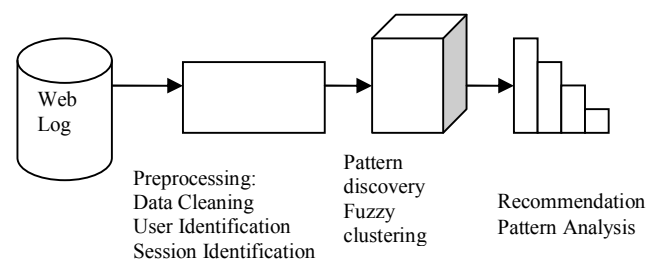 Web
Log
Preprocessing:
Data Cleaning
User Identification
Session Identification
Pattern
discovery
Fuzzy
clustering
Recommendation
Pattern Analysis